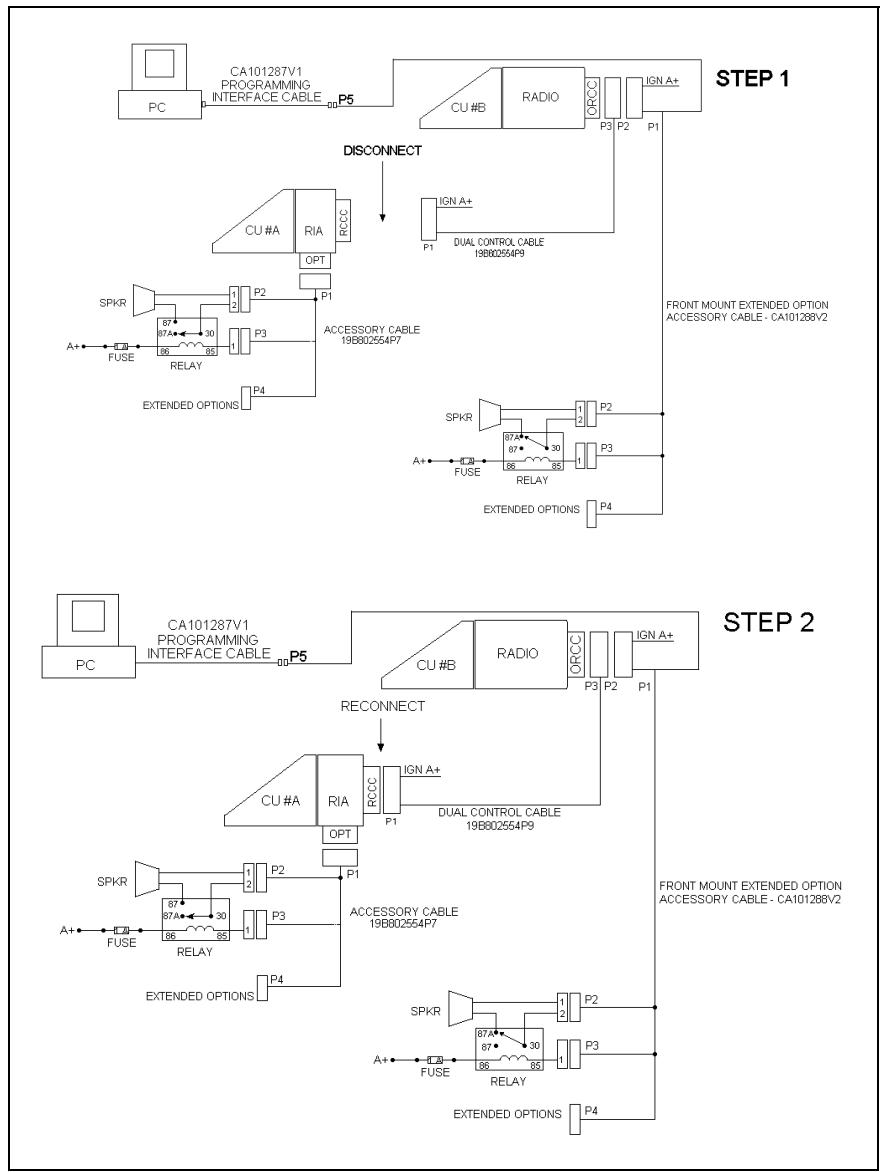 STEP 1
CA101287V1
PROGRAMMING
INTERFACE CABLE
P5
PC
CU #B
RADIO
ORCC
IGN A+
P3
P2
P1
DISCONNECT
CU #A
RIA
RCCC
OPT
IGN A+
P1
DUAL CONTROL CABLE
19B802554P9
P1
SPKR
1
2
P2
87
87A
30
86
85
A+
FUSE
RELAY
1
P3
ACCESSORY CABLE
19B802554P7
EXTENDED OPTIONS
P4
FRONT MOUNT EXTENDED OPTION
ACCESSORY CABLE - CA101288V2
SPKR
1
2
P2
87A
87
30
86
85
A+
FUSE
RELAY
1
P3
EXTENDED OPTIONS
P4
STEP 2
CA101287V1
PROGRAMMING
INTERFACE CABLE
P5
PC
CU #B
RADIO
ORCC
IGN A+
P3
P2
P1
RECONNECT
CU #A
RIA
RCCC
OPT
IGN A+
P1
DUAL CONTROL CABLE
19B802554P9
P1
SPKR
1
2
P2
87
87A
30
86
85
A+
FUSE
RELAY
1
P3
ACCESSORY CABLE
19B802554P7
EXTENDED OPTIONS
P4
FRONT MOUNT EXTENDED OPTION
ACCESSORY CABLE - CA101288V2
SPKR
1
2
P2
87A
87
30
86
85
A+
FUSE
RELAY
1
P3
EXTENDED OPTIONS
P4